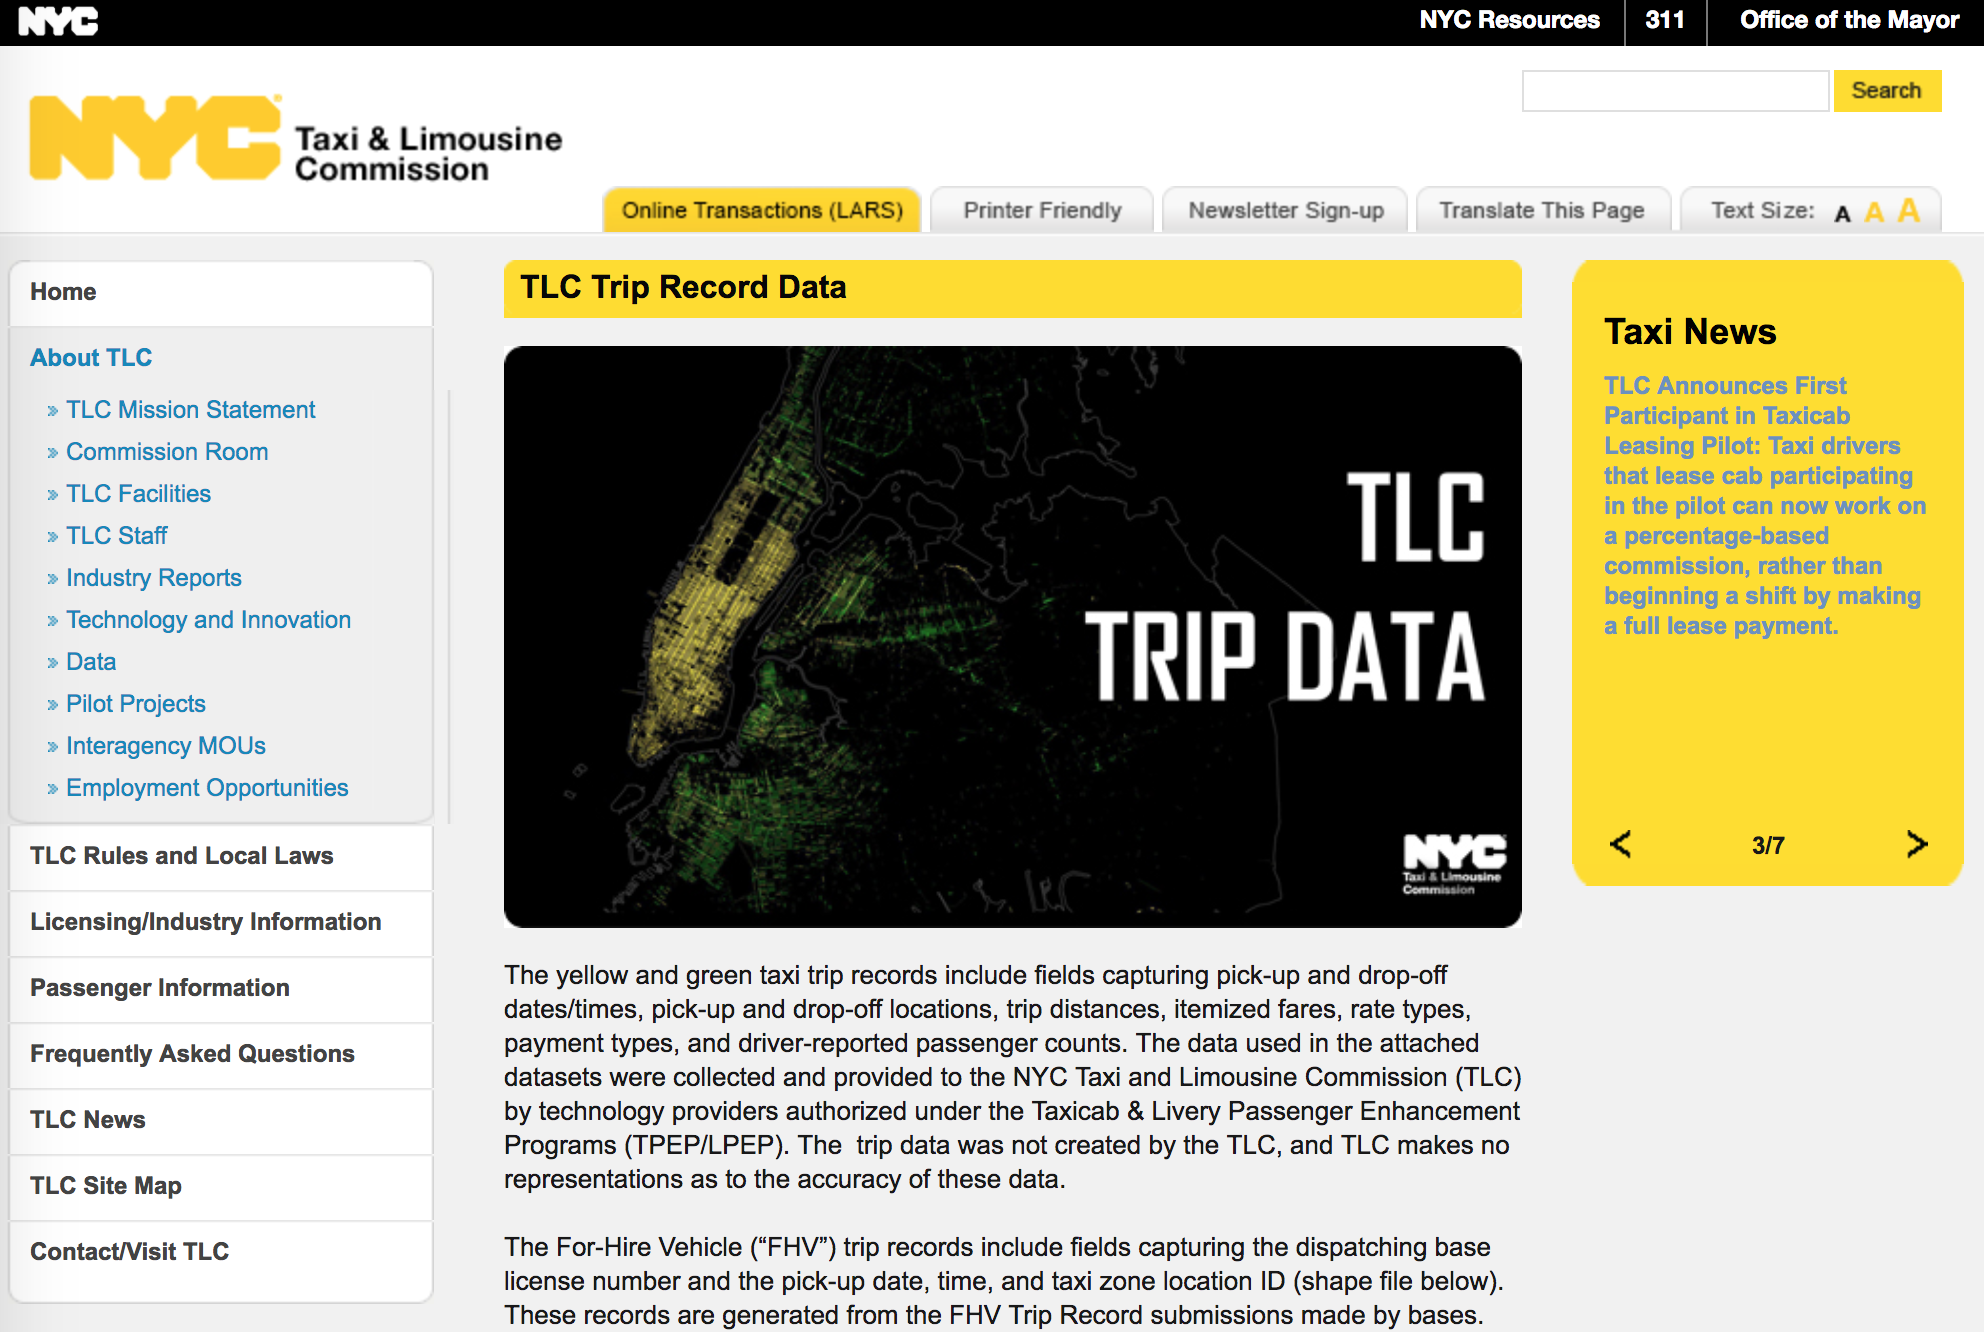 NYC
NYC Resources
311
Office of the Mayor
Search
NYC
Taxi & Limousine
Commission
Online Transactions (LARS)
Printer Friendly
Newsletter Sign-up
Translate This Page
Text Size: A A A
Home
About TLC
» TLC Mission Statement
» Commission Room
» TLC Facilities
» TLC Staff
» Industry Reports
» Technology and Innovation
» Data
» Pilot Projects
» Interagency MOUs
» Employment Opportunities
TLC Rules and Local Laws
Licensing/Industry Information
Passenger Information
Frequently Asked Questions
TLC News
TLC Site Map
Contact/Visit TLC
TLC Trip Record Data
TLC
TRIP DATA
NYC
Taxi & Limousine
Commission
The yellow and green taxi trip records include fields capturing pick-up and drop-off
dates/times, pick-up and drop-off locations, trip distances, itemized fares, rate types,
payment types, and driver-reported passenger counts. The data used in the attached
datasets were collected and provided to the NYC Taxi and Limousine Commission (TLC)
by technology providers authorized under the Taxicab & Livery Passenger Enhancement
Programs (TPEP/LPEP). The  trip data was not created by the TLC, and TLC makes no
representations as to the accuracy of these data.
The For-Hire Vehicle (“FHV”) trip records include fields capturing the dispatching base
license number and the pick-up date, time, and taxi zone location ID (shape file below).
These records are generated from the FHV Trip Record submissions made by bases.
Taxi News
TLC Announces First
Participant in Taxicab
Leasing Pilot: Taxi drivers
that lease cab participating
in the pilot can now work on
a percentage-based
commission, rather than
beginning a shift by making
a full lease payment.
< 3/7 >